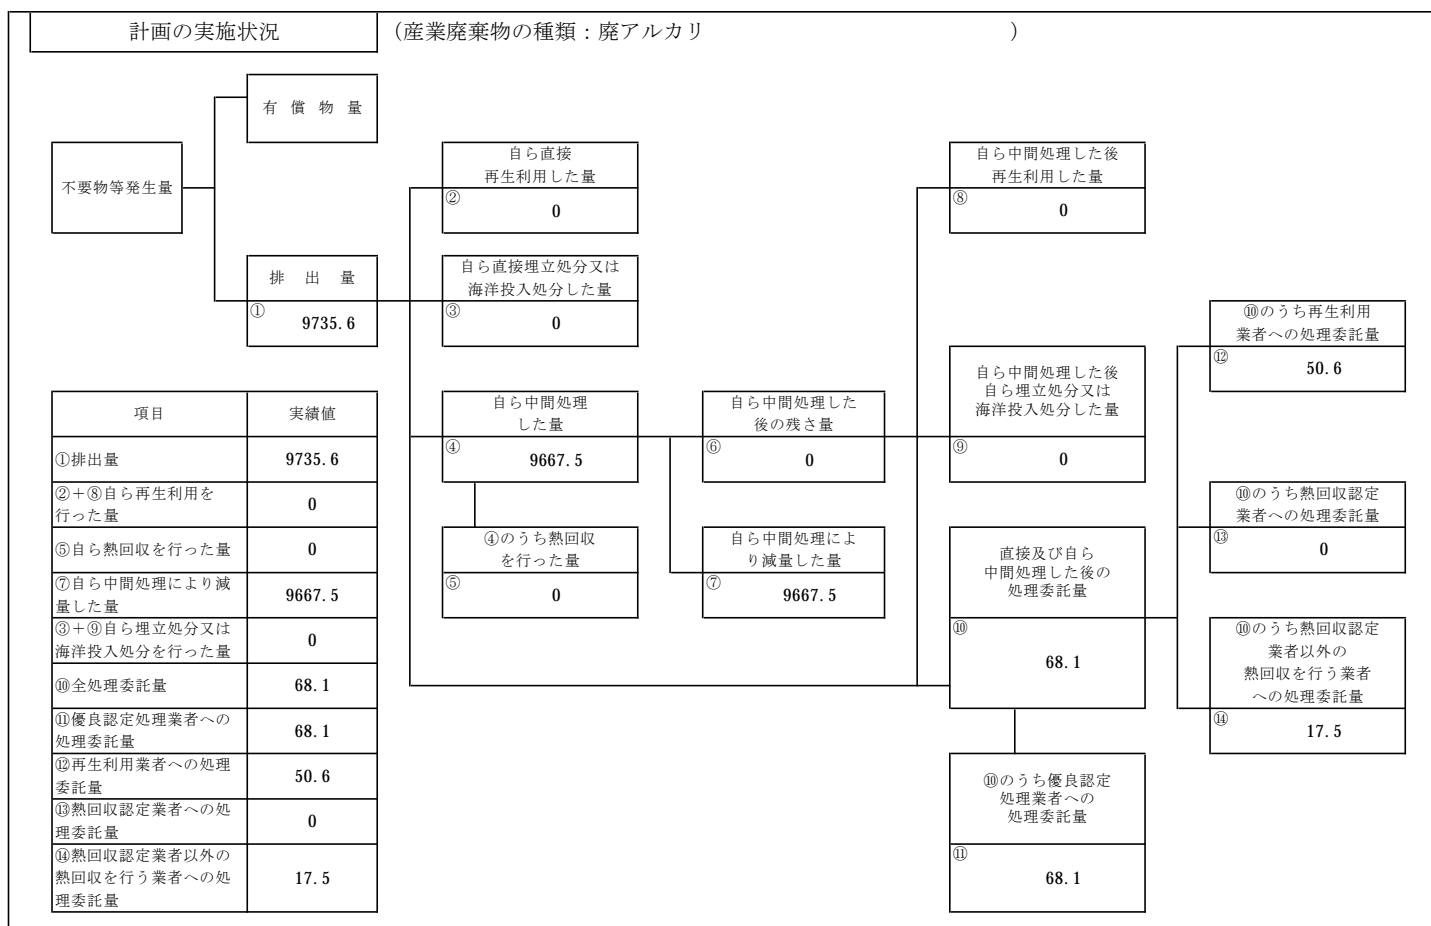 計画の実施状況
（産業廃棄物の種類：廃アルカリ ）
有 償 物 量
不要物等発生量
排 出 量
①
9735.6
自ら直接
再生利用した量
②
0
自ら直接埋立処分又は
海洋投入処分した量
③
0
自ら中間処理
した量
④
9667.5
④のうち熱回収
を行った量
⑤
0
自ら中間処理した
後の残さ量
⑥
0
自ら中間処理によ
り減量した量
⑦
9667.5
自ら中間処理した後
再生利用した量
⑧
0
自ら中間処理した後
自ら埋立処分又は
海洋投入処分した量
⑨
0
直接及び自ら
中間処理した後の
処理委託量
⑩
68.1
⑩のうち優良認定
処理業者への
処理委託量
⑪
68.1
⑩のうち再生利用
業者への処理委託量
⑫
50.6
⑩のうち熱回収認定
業者への処理委託量
⑬
0
⑩のうち熱回収認定
業者以外の
熱回収を行う業者
への処理委託量
⑭
17.5
項目 実績値
①排出量 9735.6
②＋⑧自ら再生利用を
行った量
0
⑤自ら熱回収を行った量 0
⑦自ら中間処理により減
量した量
9667.5
③＋⑨自ら埋立処分又は
海洋投入処分を行った量
0
⑩全処理委託量 68.1
⑪優良認定処理業者への
処理委託量
68.1
⑫再生利用業者への処理
委託量
50.6
⑬熱回収認定業者への処
理委託量
0
⑭熱回収認定業者以外の
熱回収を行う業者への処
理委託量
17.5